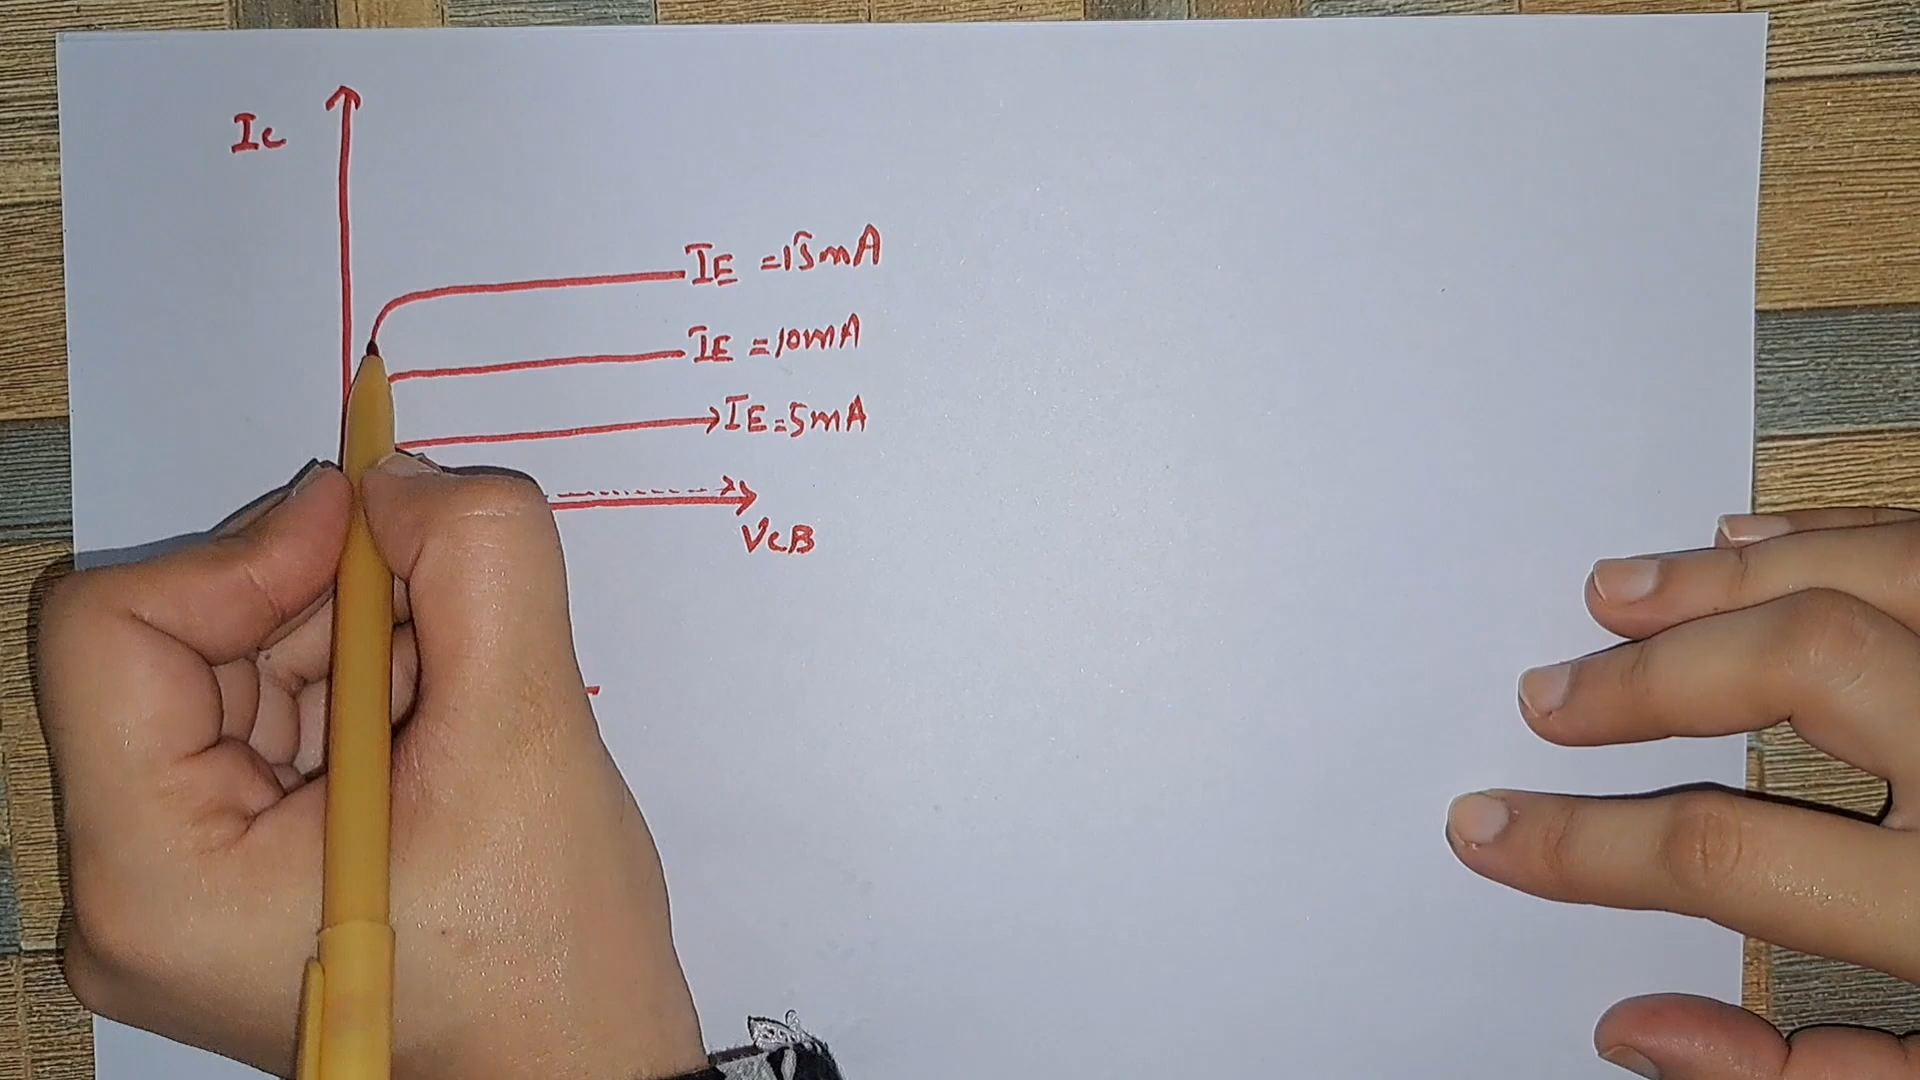 Ic
IE =15mA
IE =10mA
IE=5mA
VCB